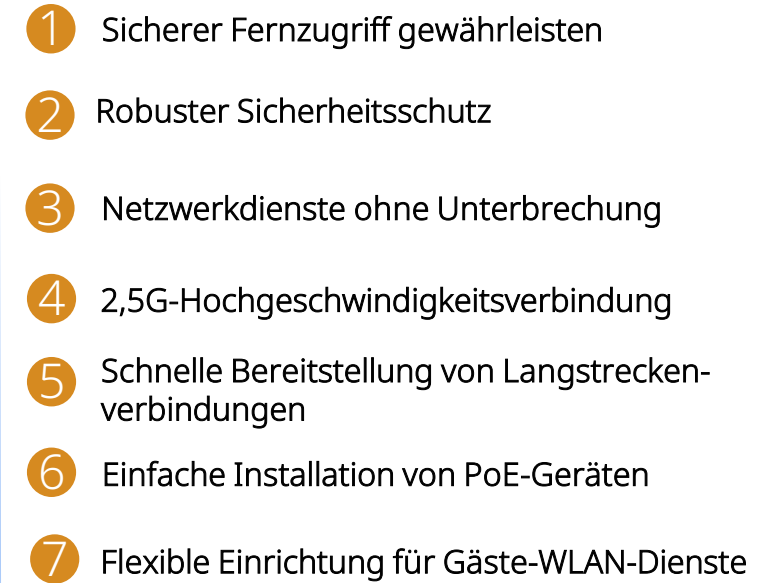 1 Sicherer Fernzugriff gewährleisten
2 Robuster Sicherheitsschutz
3 Netzwerkdienste ohne Unterbrechung
4 2,5G-Hochgeschwindigkeitsverbindung
5 Schnelle Bereitstellung von Langstrecken-
verbindungen
6 Einfache Installation von PoE-Geräten
7 Flexible Einrichtung für Gäste-WLAN-Dienste